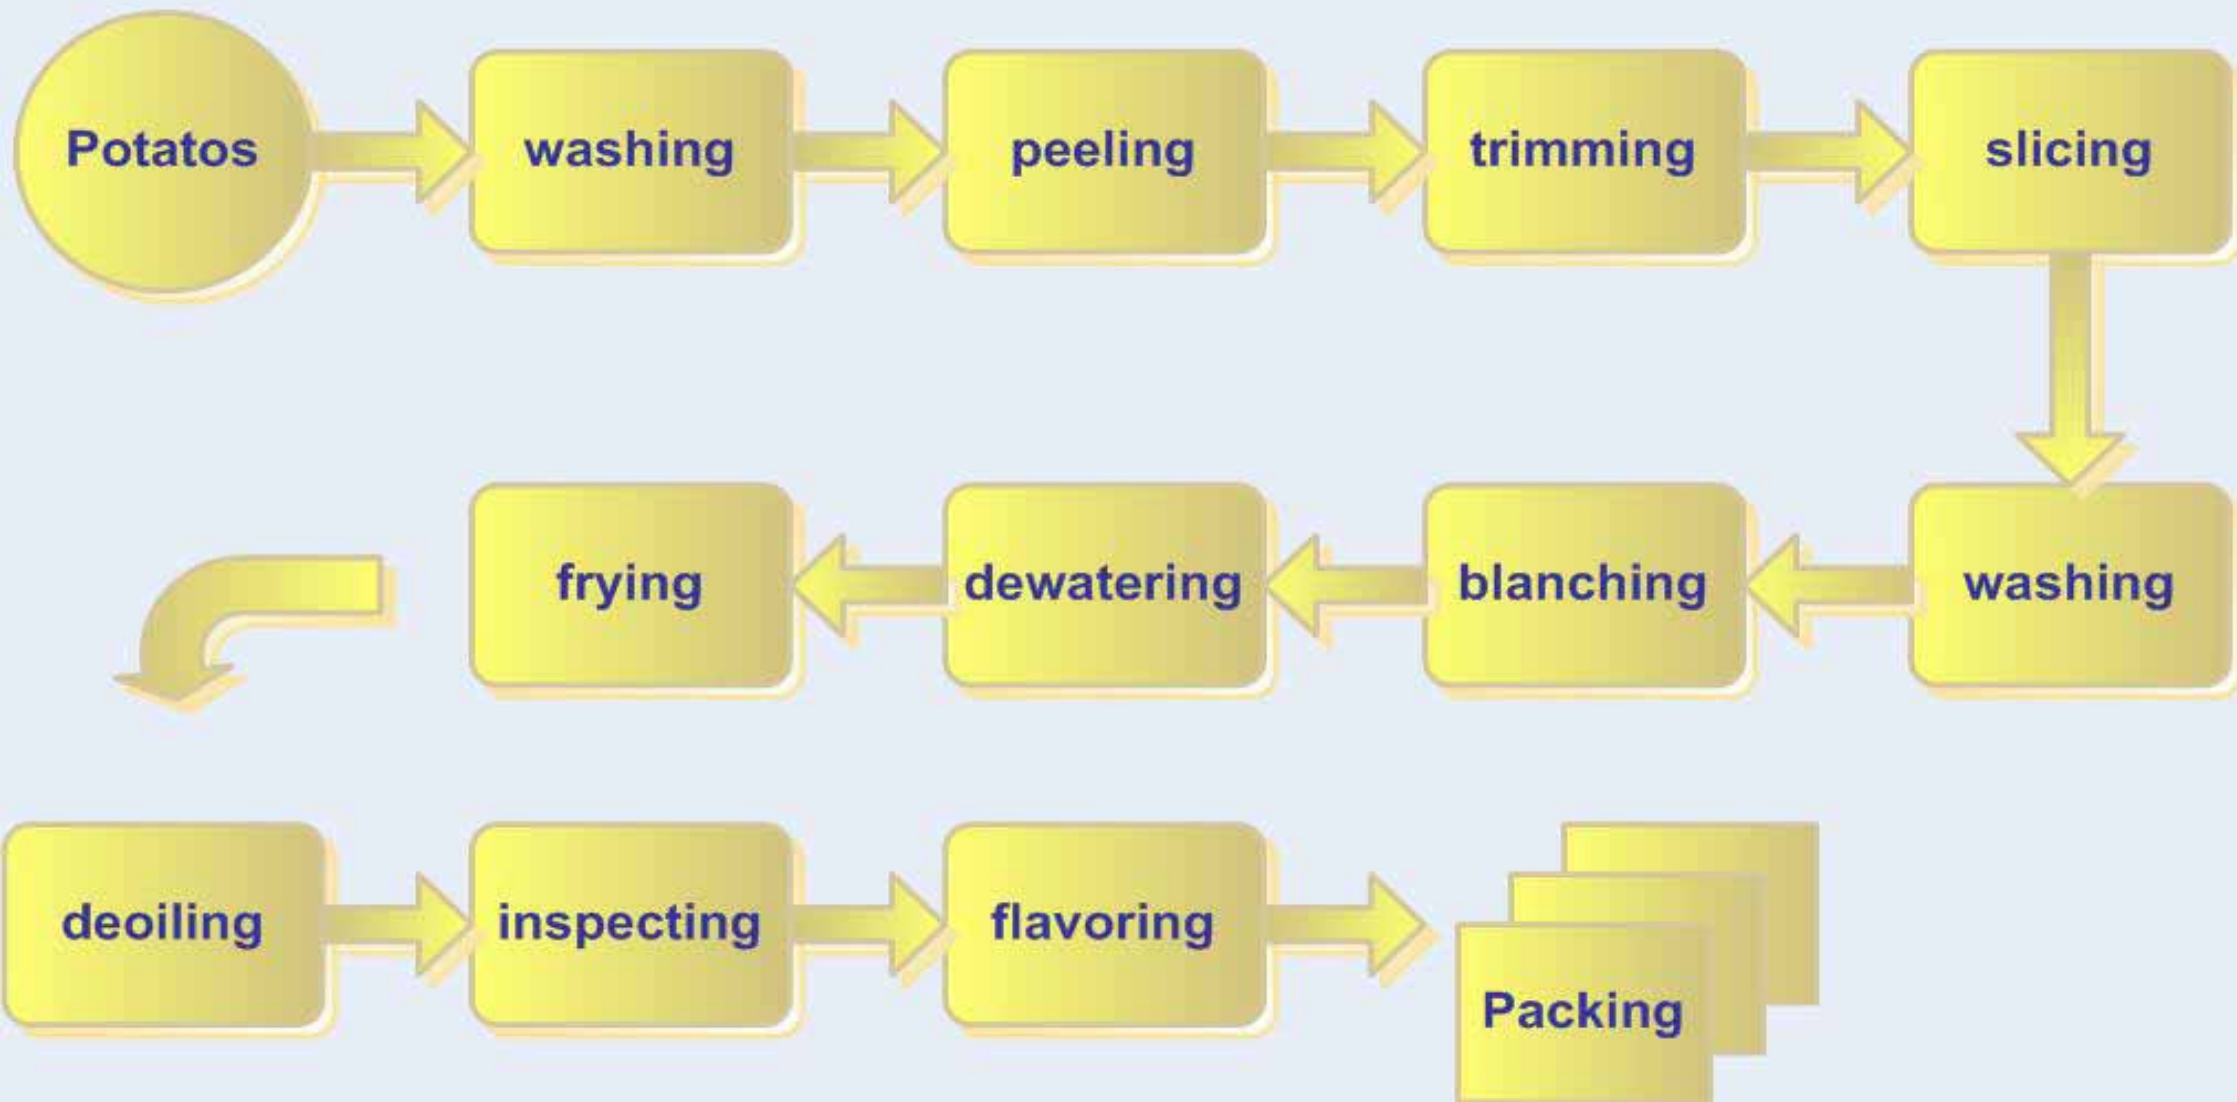 Potatos
washing
peeling
trimming
slicing
washing
blanching
dewatering
frying
deoiling
inspecting
flavoring
Packing